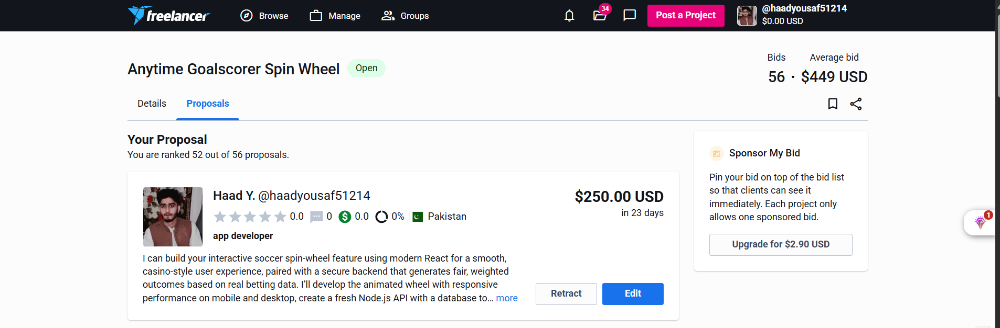 freelancer
Browse
Manage
Groups
34
Post a Project
@haadyousaf51214
$0.00 USD
Anytime Goalscorer Spin Wheel
Open
Bids
Average bid
56 · $449 USD
Details
Proposals
Your Proposal
You are ranked 52 out of 56 proposals.
Haad Y. @haadyousaf51214
0.0
0
$
0.0
0%
Pakistan
app developer
$250.00 USD
in 23 days
I can build your interactive soccer spin-wheel feature using modern React for a smooth,
casino-style user experience, paired with a secure backend that generates fair, weighted
outcomes based on real betting data. I’ll develop the animated wheel with responsive
performance on mobile and desktop, create a fresh Node.js API with a database to… more
Retract
Edit
Sponsor My Bid
Pin your bid on top of the bid list
so that clients can see it
immediately. Each project only
allows one sponsored bid.
Upgrade for $2.90 USD
1